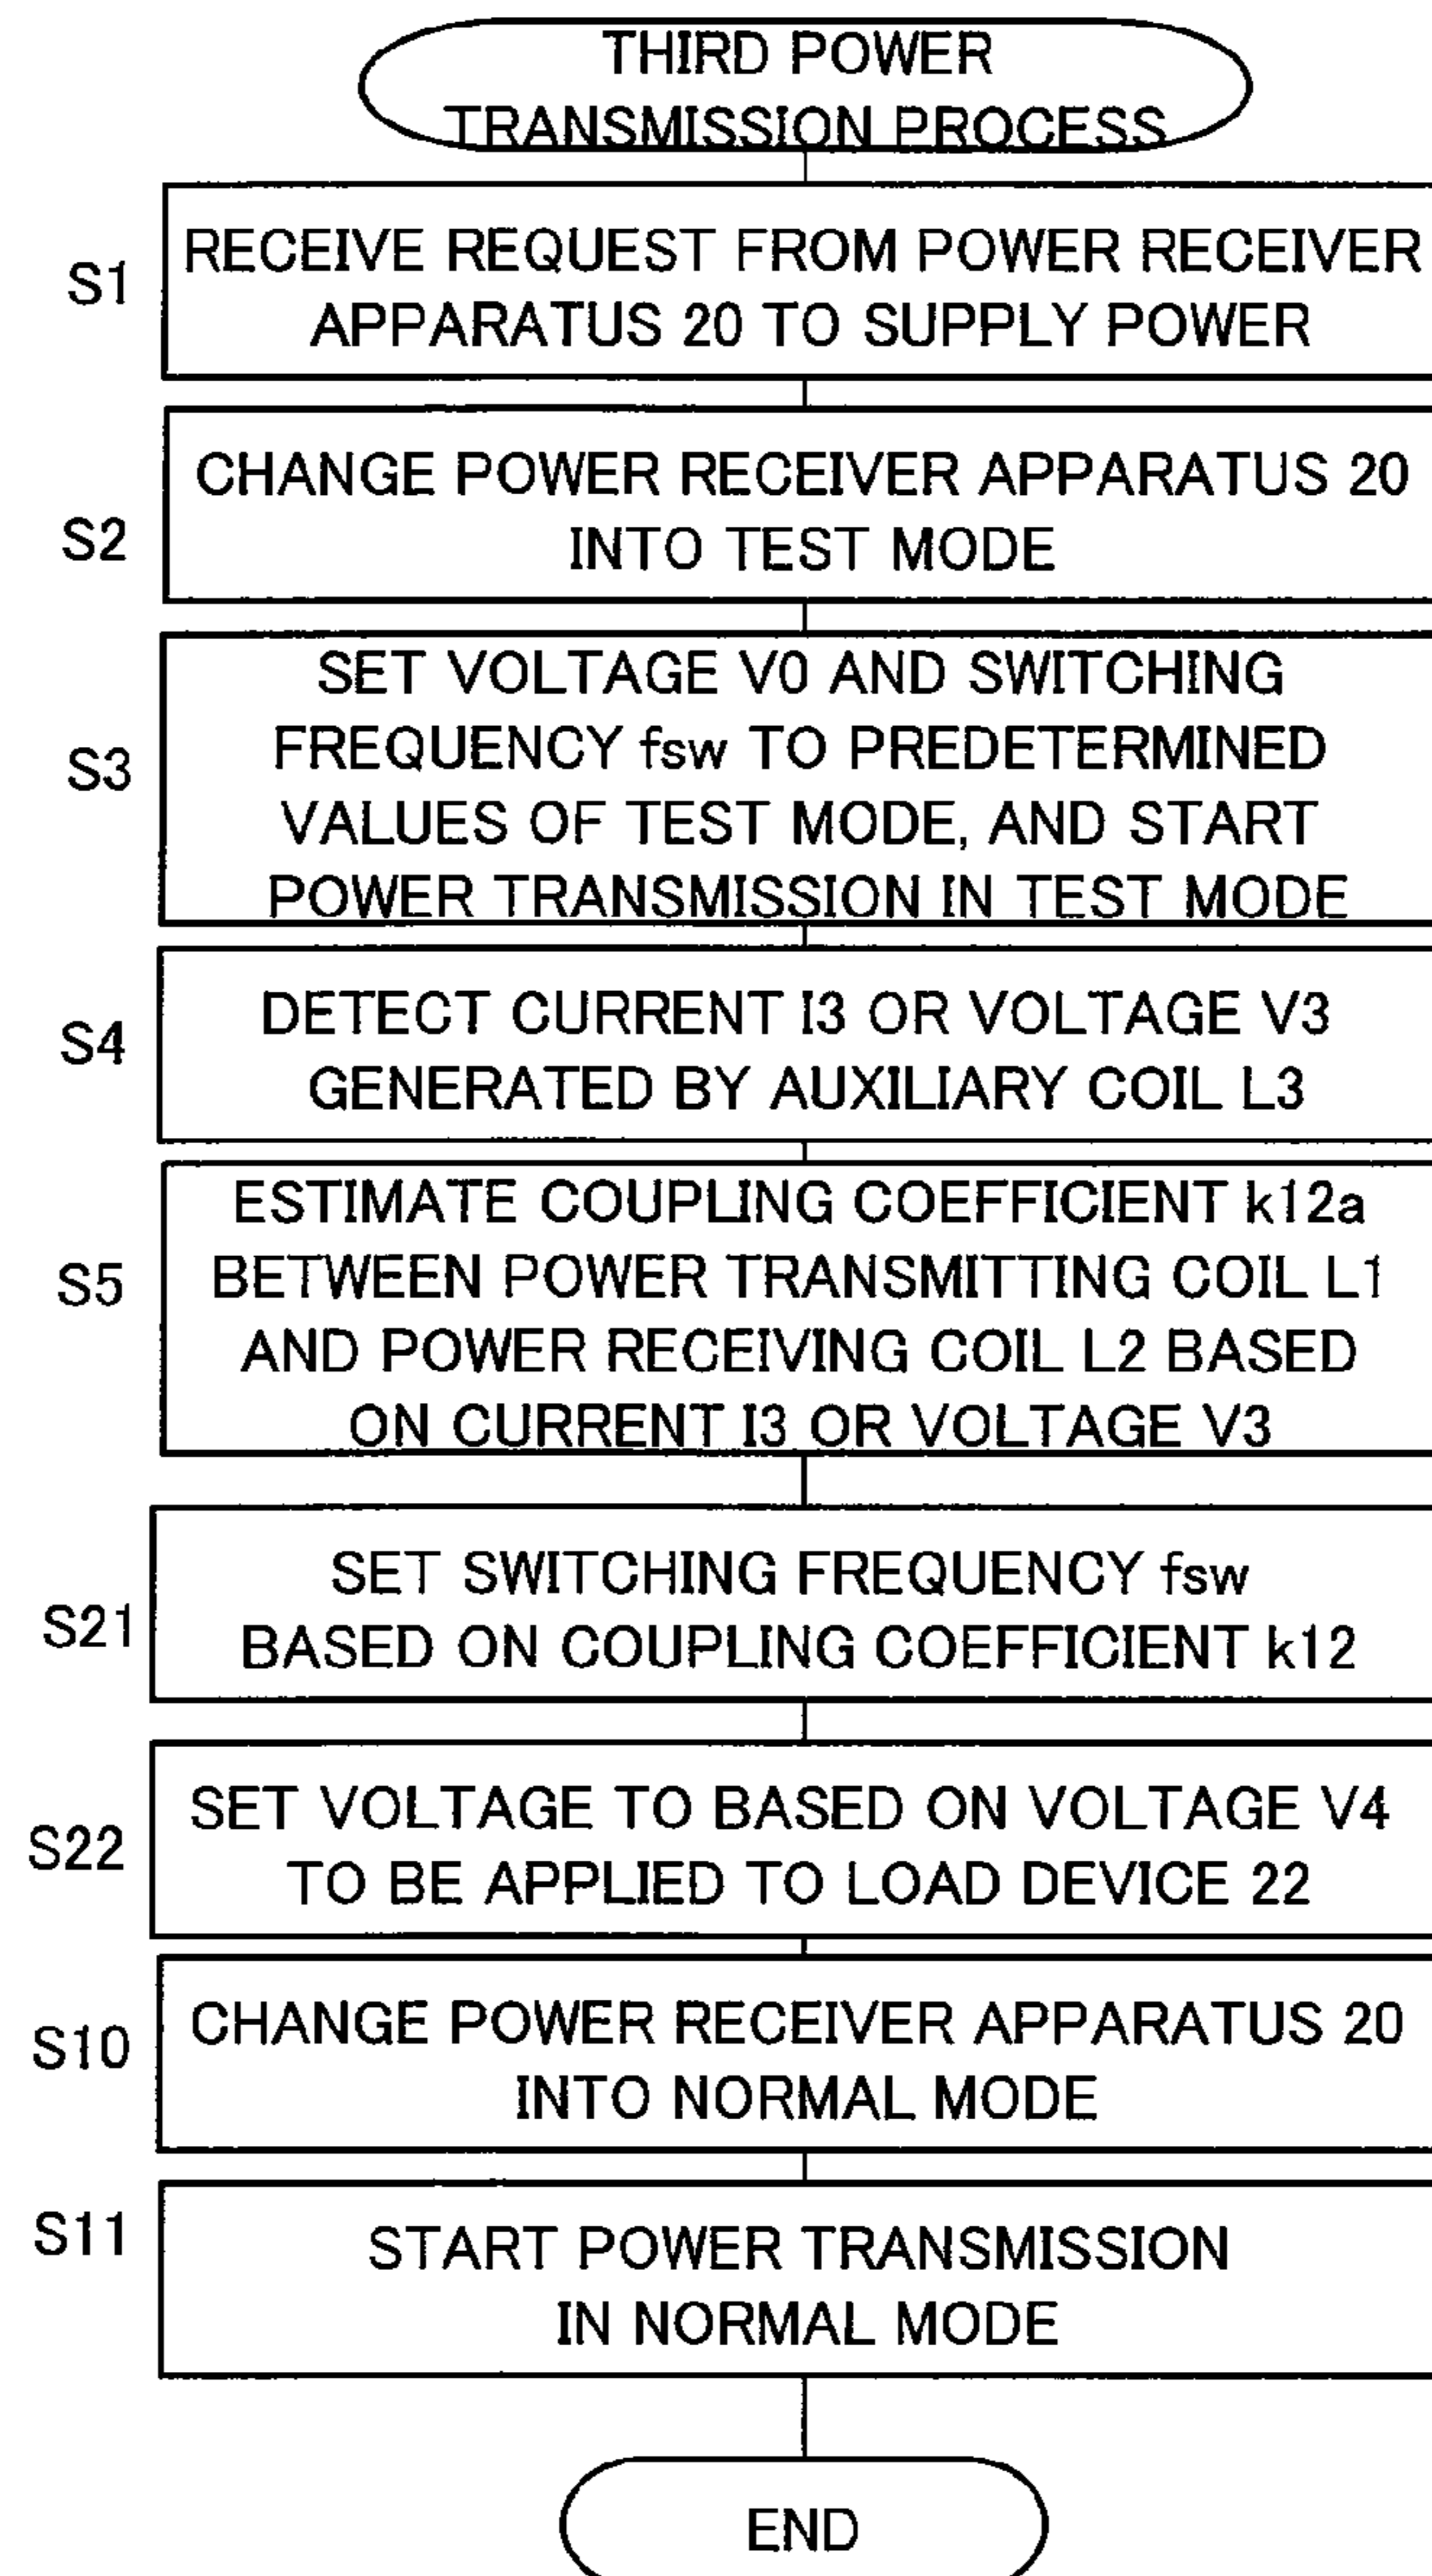 THIRD POWER
TRANSMISSION PROCESS
S1
RECEIVE REQUEST FROM POWER RECEIVER
APPARATUS 20 TO SUPPLY POWER
S2
CHANGE POWER RECEIVER APPARATUS 20
INTO TEST MODE
S3
SET VOLTAGE V0 AND SWITCHING
FREQUENCY fsw TO PREDETERMINED
VALUES OF TEST MODE, AND START
POWER TRANSMISSION IN TEST MODE
S4
DETECT CURRENT I3 OR VOLTAGE V3
GENERATED BY AUXILIARY COIL L3
S5
ESTIMATE COUPLING COEFFICIENT k12a
BETWEEN POWER TRANSMITTING COIL L1
AND POWER RECEIVING COIL L2 BASED
ON CURRENT I3 OR VOLTAGE V3
S21
SET SWITCHING FREQUENCY fsw
BASED ON COUPLING COEFFICIENT k12
S22
SET VOLTAGE TO BASED ON VOLTAGE V4
TO BE APPLIED TO LOAD DEVICE 22
S10
CHANGE POWER RECEIVER APPARATUS 20
INTO NORMAL MODE
S11
START POWER TRANSMISSION
IN NORMAL MODE
END